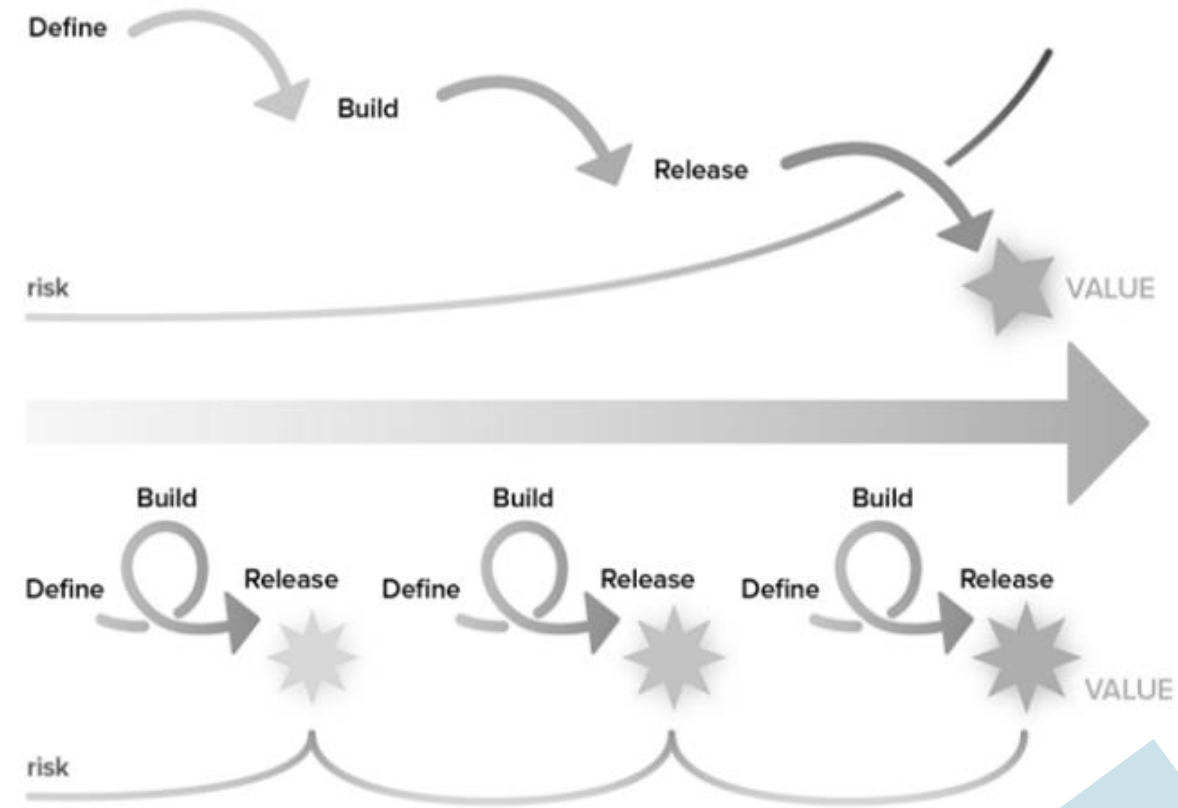 Define
Build
Release
risk
VALUE
Build
Build
Build
Define
Release
Define
Release
Define
Release
VALUE
risk